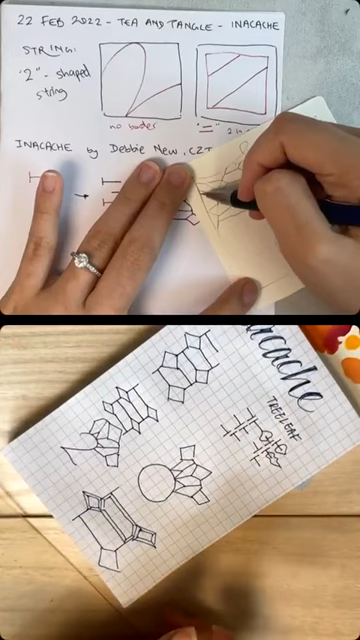 22 FEB 2022 - TEA AND TANGLE - INACACHE
STRING:
"2" - shaped
string
no border
"="
INACACHE by Debbie New, CZT
Inacache
TREELEAF